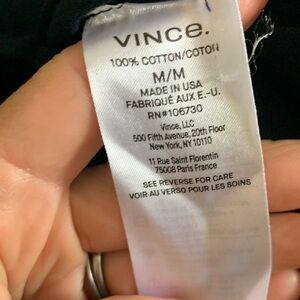 VINCE.
100% COTTON/COTON
M/M
MADE IN USA
FABRIQUÉ AUX E.-U.
RN#106730
Vince, LLC
500 Fifth Avenue, 20th Floor
New York, NY 10110
11 Rue Saint Florentin
75008 Paris France
SEE REVERSE FOR CARE
VOIR AU VERSO POUR LES SOINS